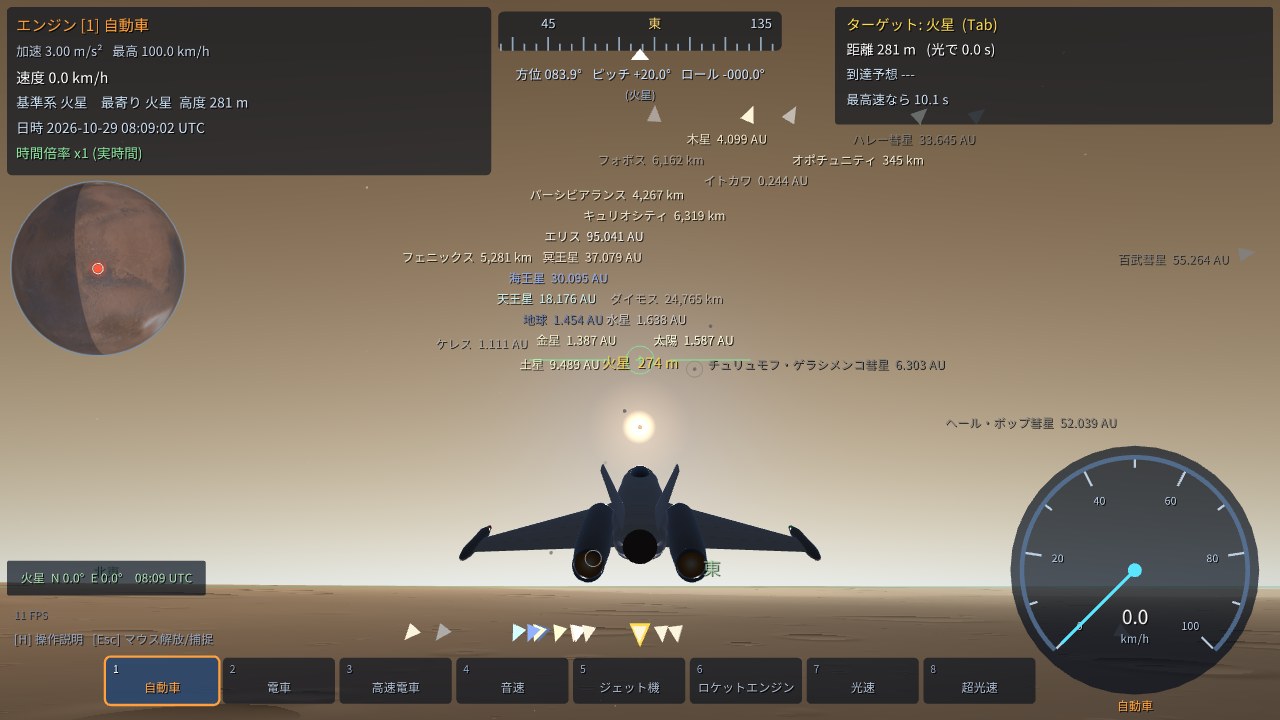 エンジン [1] 自動車
加速 3.00 m/s²　最高 100.0 km/h
速度 0.0 km/h
基準系 火星　最寄り 火星　高度 281 m
日時 2026-10-29 08:09:02 UTC
時間倍率 x1 (実時間)
45 東 135
方位 083.9°　ピッチ +20.0°　ロール -000.0°
(火星)
ターゲット: 火星 (Tab)
距離 281 m　(光で 0.0 s)
到達予想 ---
最高速なら 10.1 s
木星 4.099 AU
ハレー彗星 33.645 AU
フォボス 6,162 km
オポチュニティ 345 km
イトカワ 0.244 AU
パーシビアランス 4,267 km
キュリオシティ 6,319 km
エリス 95.041 AU
フェニックス 5,281 km
冥王星 37.079 AU
百武彗星 55.264 AU
海王星 30.095 AU
天王星 18.176 AU
ダイモス 24,765 km
地球 1.454 AU
水星 1.638 AU
ケレス 1.111 AU
金星 1.387 AU
太陽 1.587 AU
土星 9.489 AU
火星 274 m
チュリュモフ・ゲラシメンコ彗星 6.303 AU
ヘール・ボップ彗星 52.039 AU
東
火星 N 0.0° E 0.0° 08:09 UTC
11 FPS
[H] 操作説明 [Esc] マウス解放/捕捉
1 自動車
2 電車
3 高速電車
4 音速
5 ジェット機
6 ロケットエンジン
7 光速
8 超光速
0 20 40 60 80 100
0.0
km/h
自動車